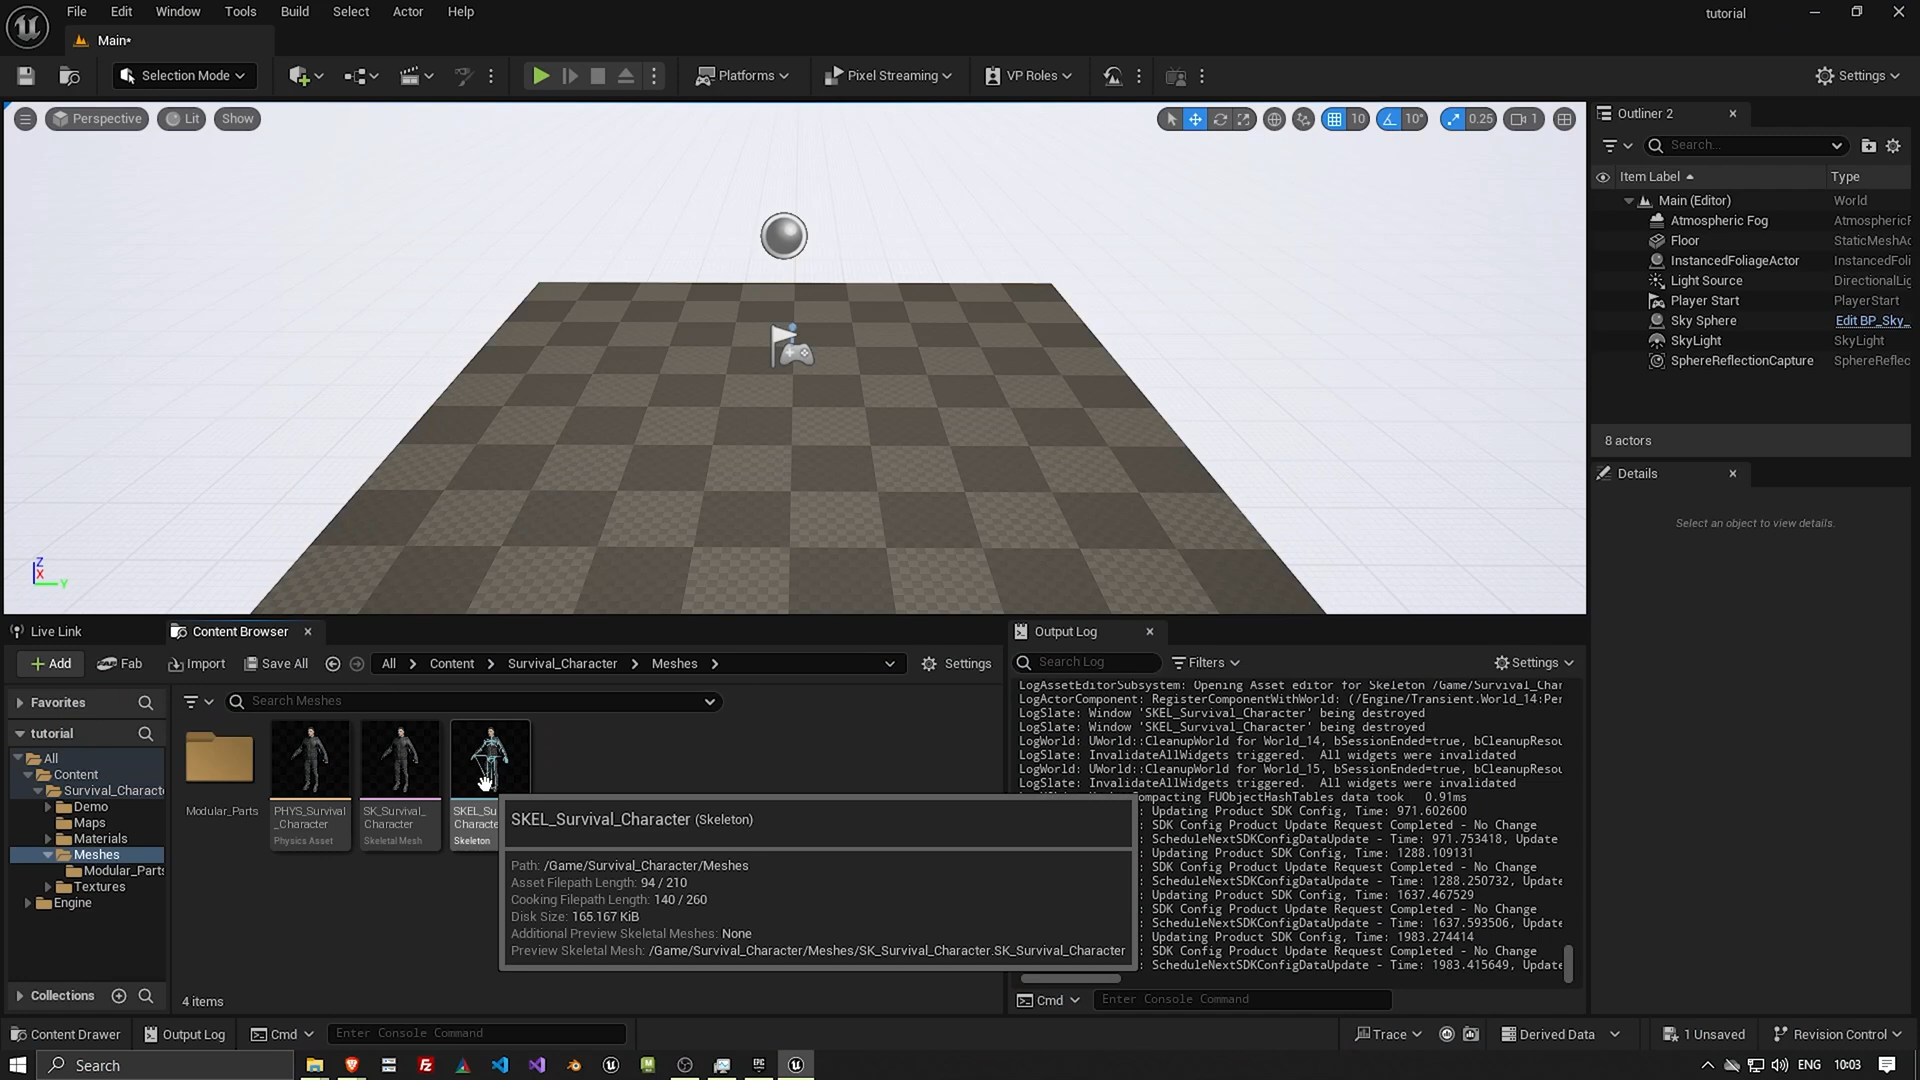 File Edit Window Tools Build Select Actor Help
tutorial
Main*
Selection Mode
Platforms
Pixel Streaming
VP Roles
Settings
Perspective
Lit
Show
10
10°
0.25
1
Z
X
Y
Outliner 2
Search...
Item Label Type
Main (Editor) World
Atmospheric Fog AtmosphericF
Floor StaticMeshAc
InstancedFoliageActor InstancedFoli
Light Source DirectionalLig
Player Start PlayerStart
Sky Sphere Edit BP_Sky_
SkyLight SkyLight
SphereReflectionCapture SphereReflec
8 actors
Details
Select an object to view details.
Live Link
Content Browser
Add Fab Import Save All
All Content Survival_Character Meshes
Settings
Favorites
Search Meshes
tutorial
All
Content
Survival_Characte
Demo
Maps
Materials
Meshes
Modular_Parts
Textures
Engine
Collections
Modular_Parts
PHYS_Survival
_Character
Physics Asset
SK_Survival_
Character
Skeletal Mesh
SKEL_Su
Characte
Skeleton
4 items
SKEL_Survival_Character (Skeleton)
Path: /Game/Survival_Character/Meshes
Asset Filepath Length: 94 / 210
Cooking Filepath Length: 140 / 260
Disk Size: 165.167 KiB
Additional Preview Skeletal Meshes: None
Preview Skeletal Mesh: /Game/Survival_Character/Meshes/SK_Survival_Character.SK_Survival_Character
Output Log
Search Log
Filters
Settings
LogAssetEditorSubsystem: Opening Asset editor for Skeleton /Game/Survival_Char
LogActorComponent: RegisterComponentWithWorld: (/Engine/Transient.World_14:Per
LogSlate: Window 'SKEL_Survival_Character' being destroyed
LogSlate: Window 'SKEL_Survival_Character' being destroyed
LogWorld: UWorld::CleanupWorld for World_14, bSessionEnded=true, bCleanupResou
LogSlate: InvalidateAllWidgets triggered.  All widgets were invalidated
LogWorld: UWorld::CleanupWorld for World_15, bSessionEnded=true, bCleanupResou
LogSlate: InvalidateAllWidgets triggered.  All widgets were invalidated
Compacting FUObjectHashTables data took   0.91ms
: Updating Product SDK Config, Time: 971.602600
: SDK Config Product Update Request Completed - No Change
: ScheduleNextSDKConfigDataUpdate - Time: 971.753418, Update
: Updating Product SDK Config, Time: 1288.109131
: SDK Config Product Update Request Completed - No Change
: ScheduleNextSDKConfigDataUpdate - Time: 1288.250732, Update
: Updating Product SDK Config, Time: 1637.467529
: SDK Config Product Update Request Completed - No Change
: ScheduleNextSDKConfigDataUpdate - Time: 1637.593506, Update
: Updating Product SDK Config, Time: 1983.274414
: SDK Config Product Update Request Completed - No Change
: ScheduleNextSDKConfigDataUpdate - Time: 1983.415649, Update
Cmd Enter Console Command
Content Drawer Output Log Cmd Enter Console Command
Trace Derived Data 1 Unsaved Revision Control
Search
ENG 10:03